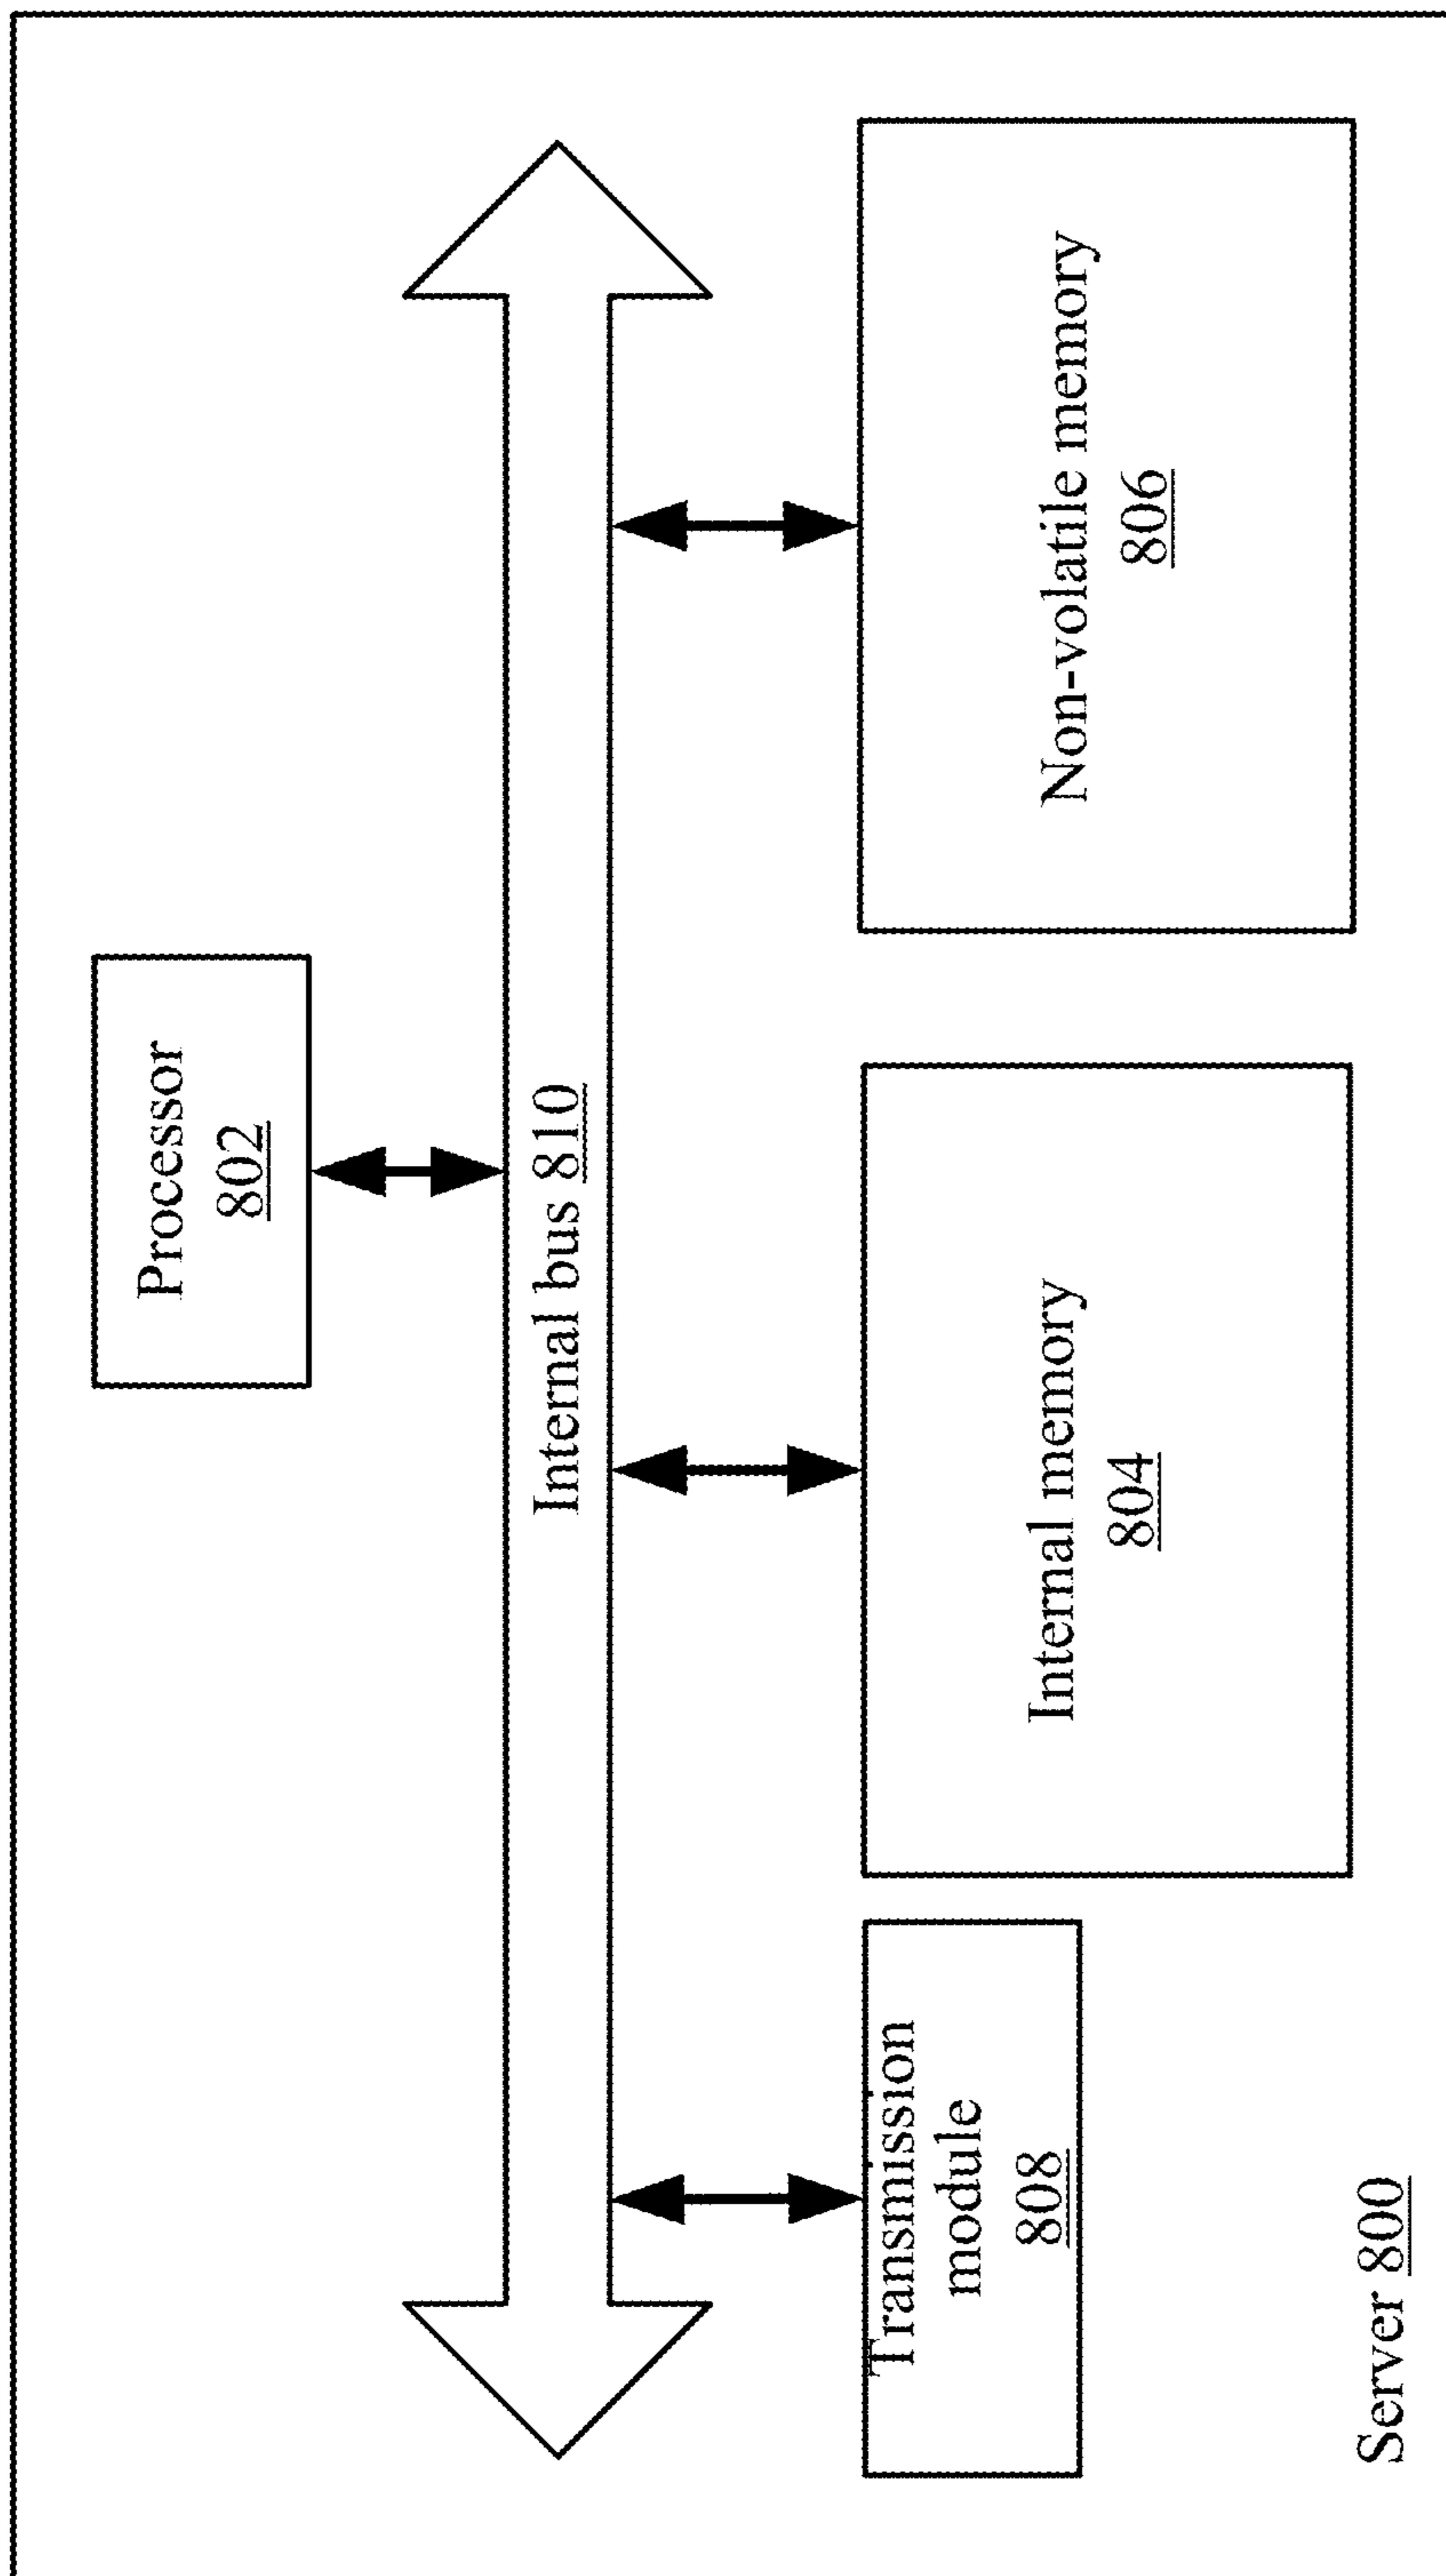 Processor
802
Internal bus 810
Transmission
module
808
Internal memory
804
Non-volatile memory
806
Server 800